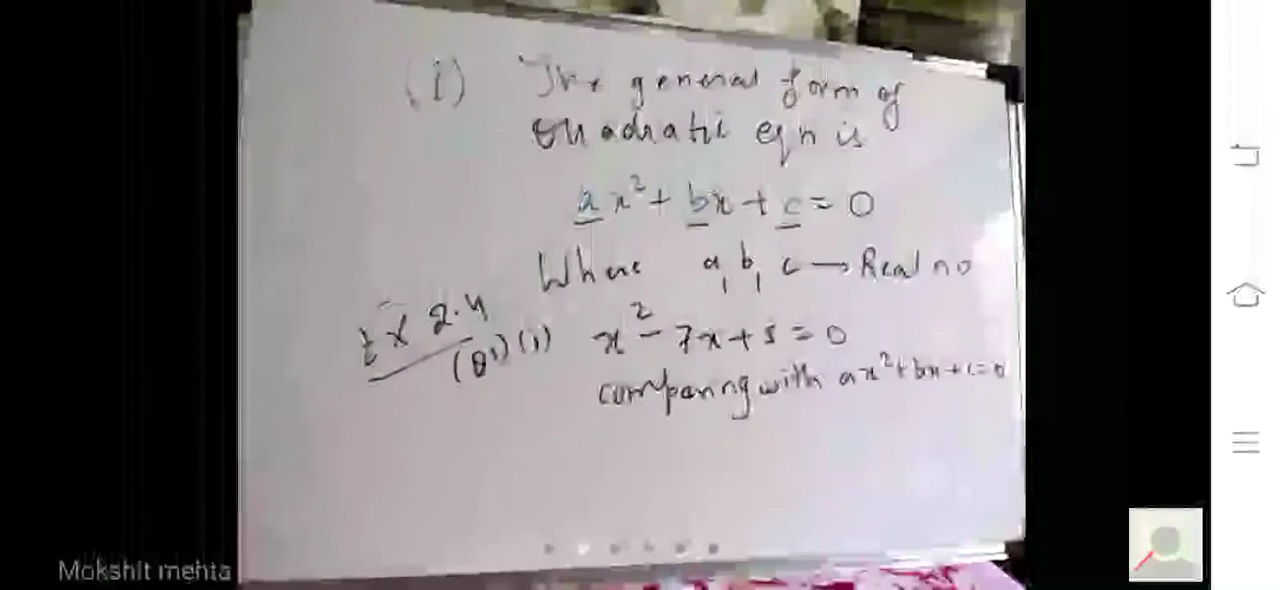 (i) The general form of
Quadratic eqn is
ax² + bx + c = 0
Where a, b, c → Real no
Ex 2.4
(Q1) (i) x² - 7x + 5 = 0
comparing with ax² + bx + c = 0
Mokshit mehta